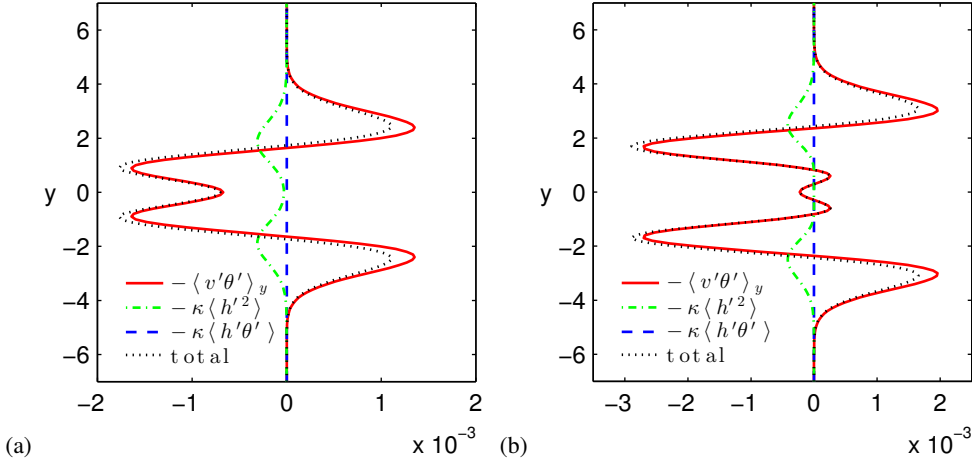 6
4
2
y 0
−2
−4
−6
− ⟨ v′θ′ ⟩ y
− κ⟨ h′ 2 ⟩
− κ⟨ h′θ′ ⟩
total
−2 −1 0 1 2
x 10 −3
(a)
6
4
2
y 0
−2
−4
−6
− ⟨ v′θ′ ⟩ y
− κ⟨ h′ 2 ⟩
− κ⟨ h′θ′ ⟩
total
−3 −2 −1 0 1 2
x 10 −3
(b)